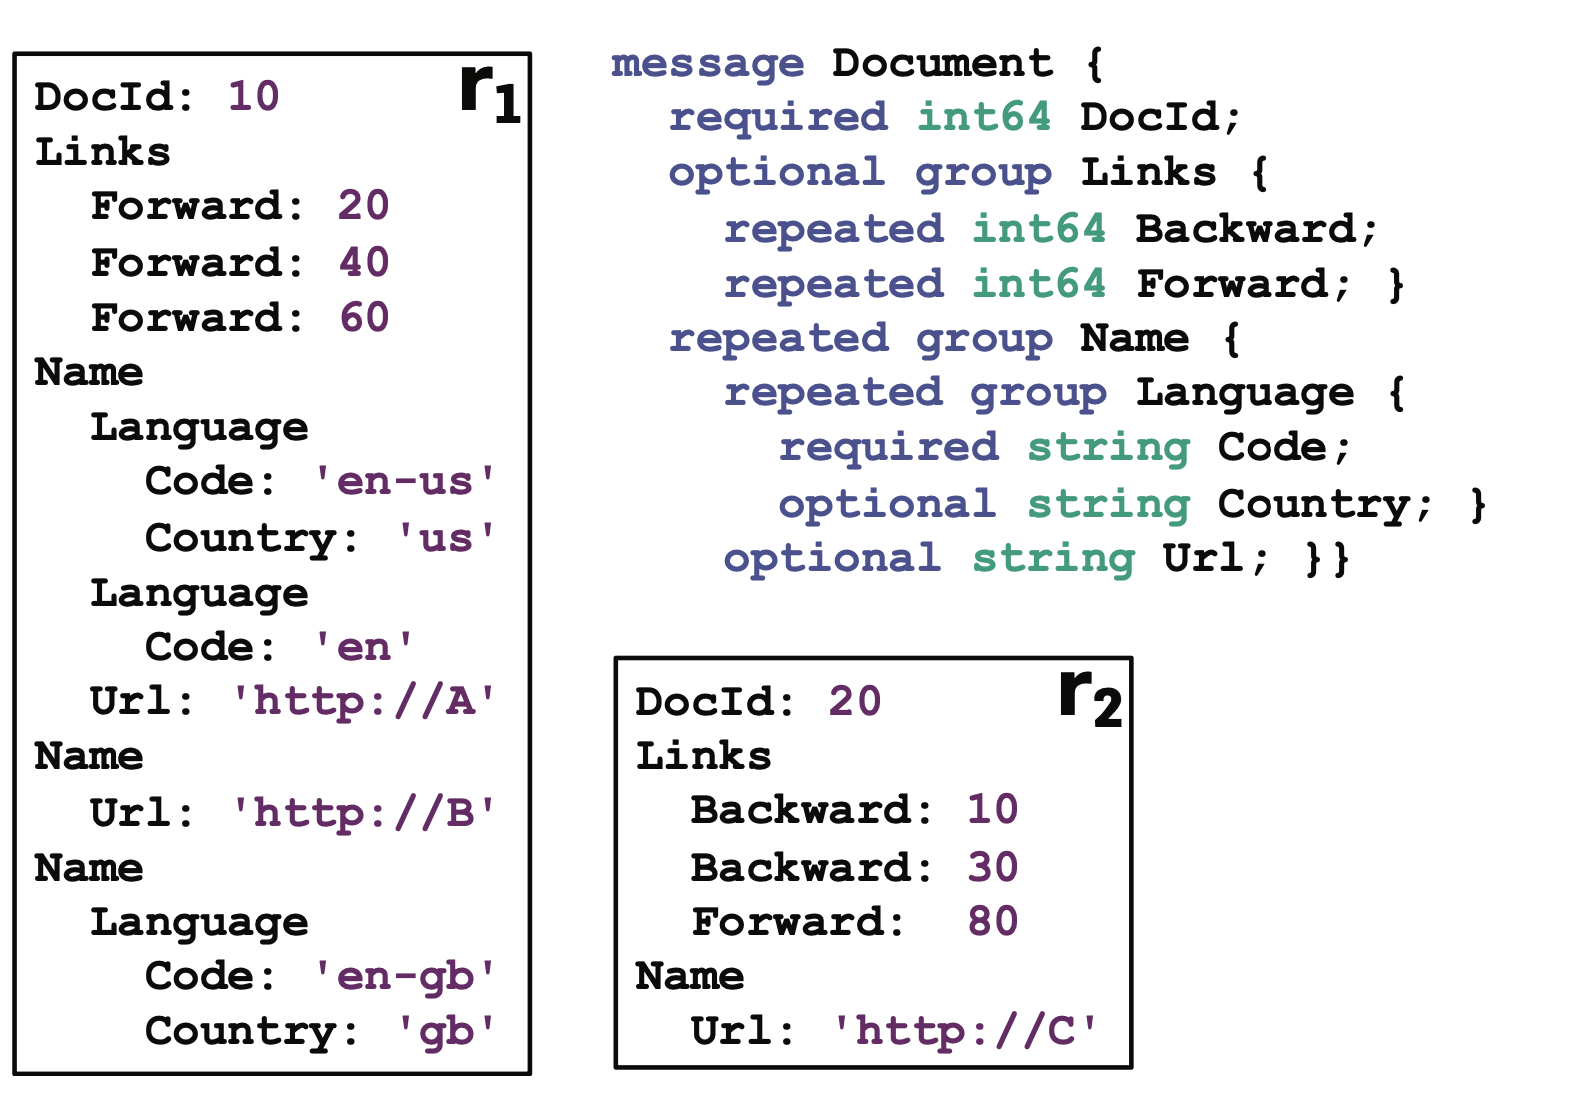 r1
DocId: 10
Links
   Forward: 20
   Forward: 40
   Forward: 60
Name
   Language
      Code: 'en-us'
      Country: 'us'
   Language
      Code: 'en'
   Url: 'http://A'
Name
   Url: 'http://B'
Name
   Language
      Code: 'en-gb'
      Country: 'gb'
message Document {
   required int64 DocId;
   optional group Links {
      repeated int64 Backward;
      repeated int64 Forward; }
   repeated group Name {
      repeated group Language {
         required string Code;
         optional string Country; }
      optional string Url; }}
r2
DocId: 20
Links
   Backward: 10
   Backward: 30
   Forward:  80
Name
   Url: 'http://C'